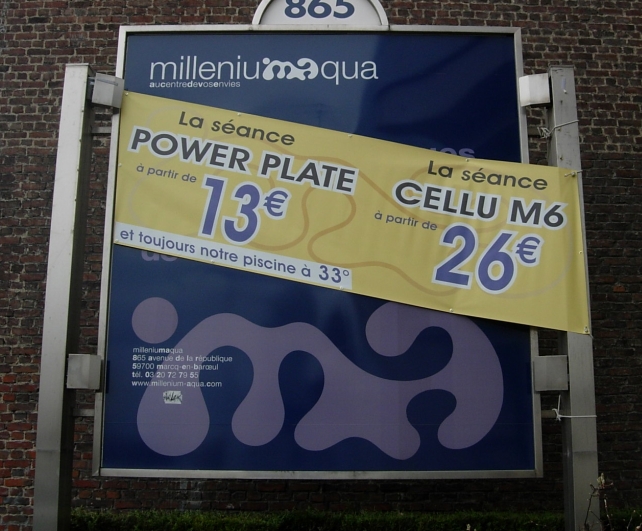 865
milleniumaqua
aucentredevosenvies
La séance
POWER PLATE
à partir de
13€
et toujours notre piscine à 33°
La séance
CELLU M6
à partir de
26€
milleniumaqua
865 avenue de la république
59700 marcq-en-barœul
tél. 03 20 72 79 55
www.millenium-aqua.com